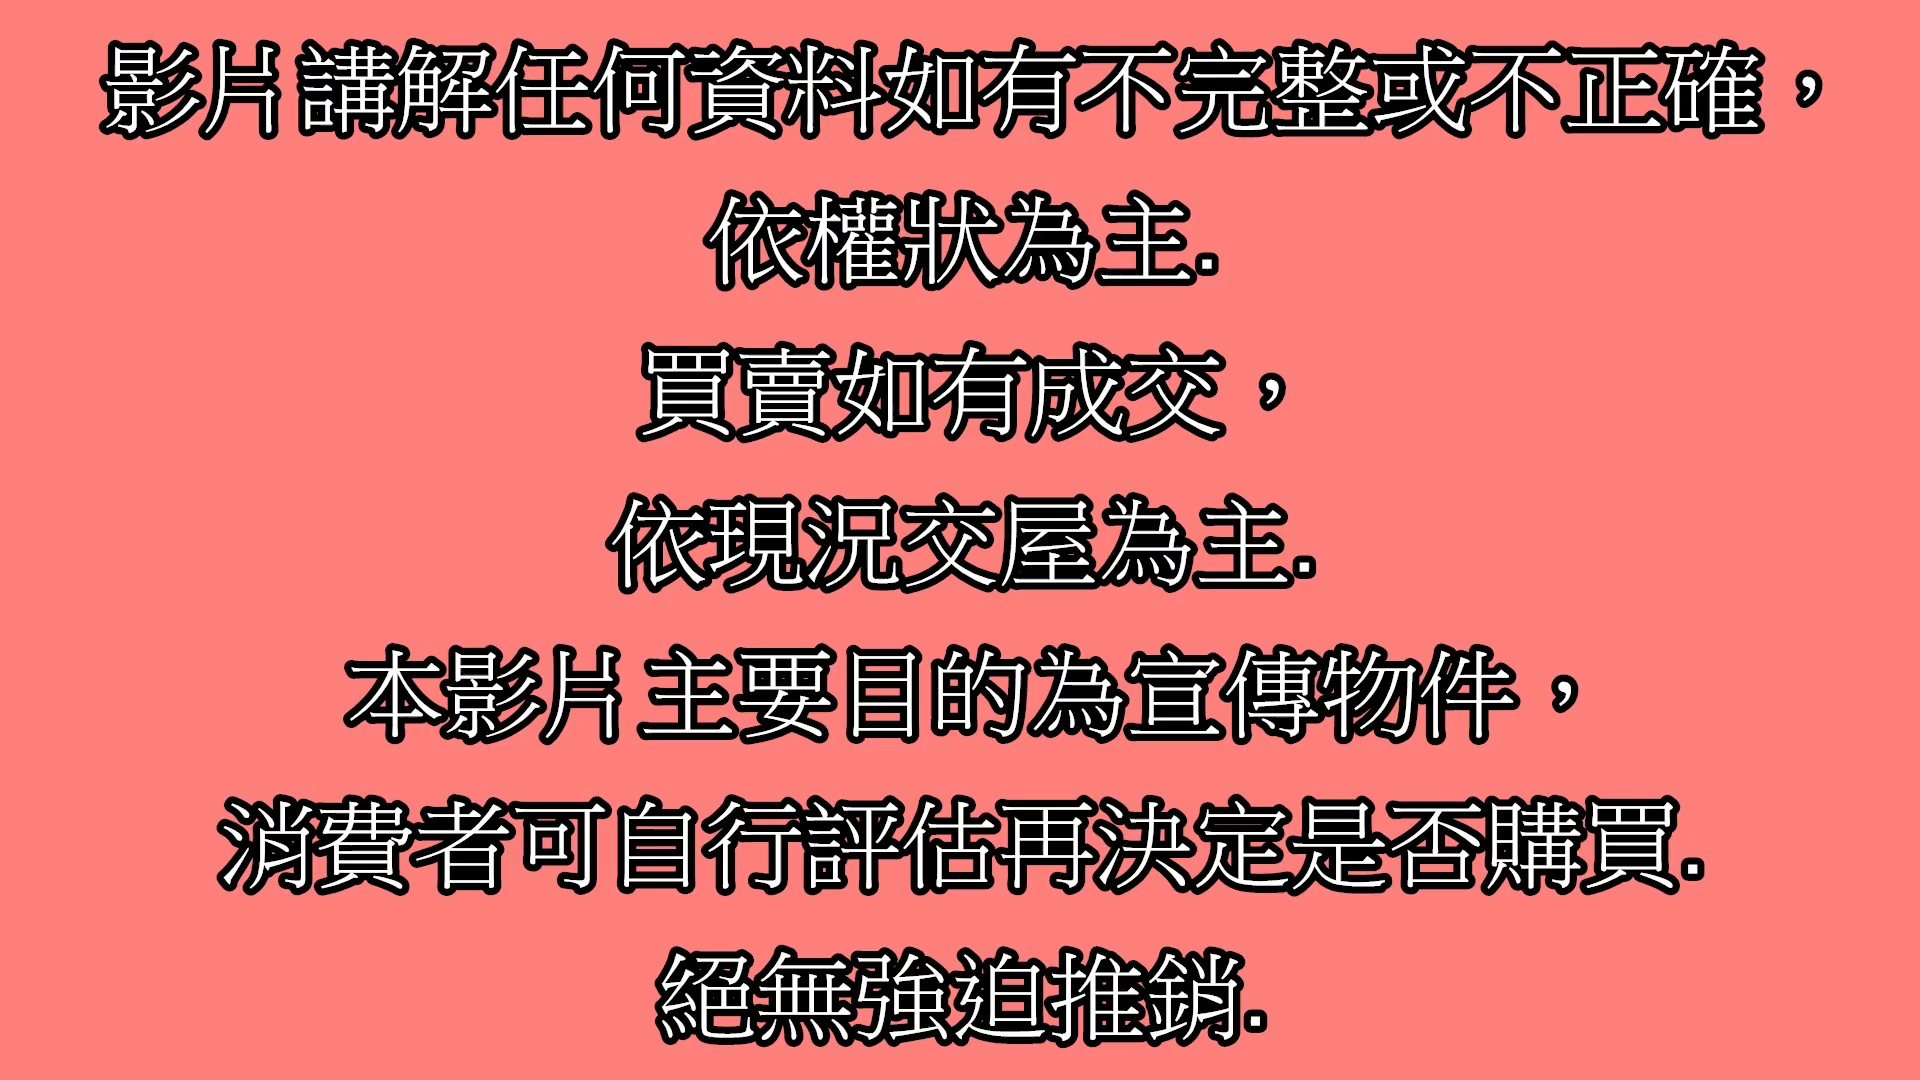 影片講解任何資料如有不完整或不正確，
依權狀為主.
買賣如有成交，
依現況交屋為主.
本影片主要目的為宣傳物件，
消費者可自行評估再決定是否購買.
絕無強迫推銷.